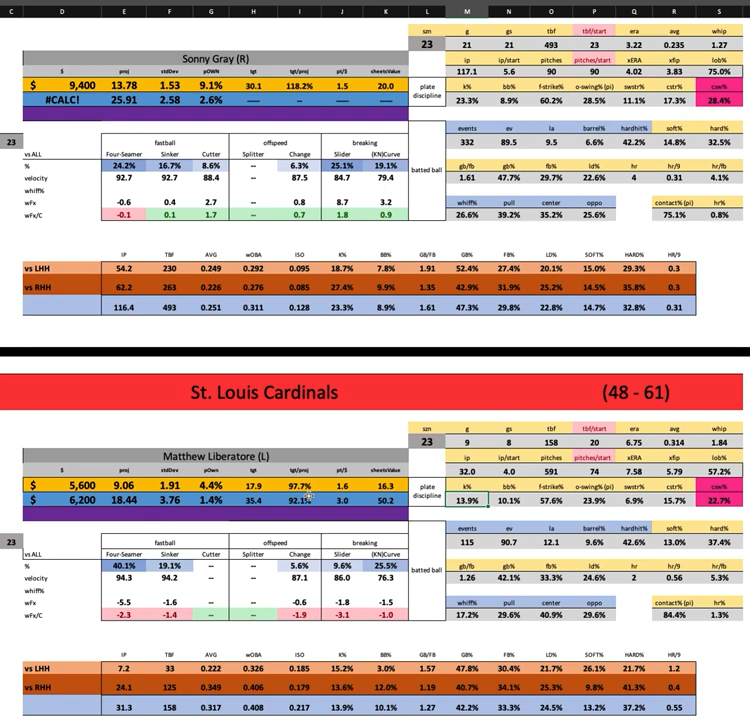 C D E F G H I J K L M N O P Q R S
szn g gs tbf tbf/start era avg whip
23 21 21 493 23 3.22 0.235 1.27
Sonny Gray (R) ip ip/start pitches pitches/start xERA xfip lob%
117.1 5.6 90 90 4.02 3.83 75.0%
$ proj stdDev pOWN tgt tgt/proj pt/$ sheetsValue
$ 9,400 13.78 1.53 9.1% 30.1 118.2% 1.5 20.0 plate discipline k% bb% f-strike% o-swing% (pi) swstr% cstr% csw%
#CALC! 25.91 2.58 2.6% ----- ----- -- -- 23.3% 8.9% 60.2% 28.5% 11.1% 17.3% 28.4%
events ev la barrel% hardhit% soft% hard%
23 fastball offspeed breaking 332 89.5 9.5 6.6% 42.2% 14.8% 32.5%
vs ALL Four-Seamer Sinker Cutter Splitter Change Slider (KN)Curve
% 24.2% 16.7% 8.6% -- 6.3% 25.1% 19.1% batted ball gb/fb gb% fb% ld% hr hr/9 hr/fb
velocity 92.7 92.7 88.4 -- 87.5 84.7 79.4 1.61 47.7% 29.7% 22.6% 4 0.31 4.1%
whiff%
wFx -0.6 0.4 2.7 -- 0.8 8.7 3.2 whiff% pull center oppo contact% (pi) hr%
wFx/C -0.1 0.1 1.7 -- 0.7 1.8 0.9 26.6% 39.2% 35.2% 25.6% 75.1% 0.8%
IP TBF AVG wOBA ISO K% BB% GB/FB GB% FB% LD% SOFT% HARD% HR/9
vs LHH 54.2 230 0.249 0.292 0.095 18.7% 7.8% 1.91 52.4% 27.4% 20.1% 15.0% 29.3% 0.3
vs RHH 62.2 263 0.226 0.276 0.085 27.4% 9.9% 1.35 42.9% 31.9% 25.2% 14.5% 35.8% 0.3
116.4 493 0.251 0.311 0.128 23.3% 8.9% 1.61 47.3% 29.8% 22.8% 14.7% 32.8% 0.31
St. Louis Cardinals (48 - 61)
szn g gs tbf tbf/start era avg whip
23 9 8 158 20 6.75 0.314 1.84
Matthew Liberatore (L) ip ip/start pitches pitches/start xERA xfip lob%
32.0 4.0 591 74 7.58 5.79 57.2%
$ proj stdDev pOwn tgt tgt/proj pt/$ sheetsValue
$ 5,600 9.06 1.91 4.4% 17.9 97.7% 1.6 16.3 plate discipline k% bb% f-strike% o-swing% (pi) swstr% cstr% csw%
$ 6,200 18.44 3.76 1.4% 35.4 92.1% 3.0 50.2 13.9% 10.1% 57.6% 23.9% 6.9% 15.7% 22.7%
events ev la barrel% hardhit% soft% hard%
23 fastball offspeed breaking 115 90.7 12.1 9.6% 42.6% 13.0% 37.4%
vs ALL Four-Seamer Sinker Cutter Splitter Change Slider (KN)Curve
% 40.1% 19.1% -- -- 5.6% 9.6% 25.5% batted ball gb/fb gb% fb% ld% hr hr/9 hr/fb
velocity 94.3 94.2 -- -- 87.1 86.0 76.3 1.26 42.1% 33.3% 24.6% 2 0.56 5.3%
whiff%
wFx -5.5 -1.6 -- -- -0.6 -1.8 -1.5 whiff% pull center oppo contact% (pi) hr%
wFx/C -2.3 -1.4 -- -- -1.9 -3.1 -1.0 17.2% 29.6% 40.9% 29.6% 84.4% 1.3%
IP TBF AVG wOBA ISO K% BB% GB/FB GB% FB% LD% SOFT% HARD% HR/9
vs LHH 7.2 33 0.222 0.326 0.185 15.2% 3.0% 1.57 47.8% 30.4% 21.7% 26.1% 21.7% 1.2
vs RHH 24.1 125 0.349 0.406 0.179 13.6% 12.0% 1.19 40.7% 34.1% 25.3% 9.8% 41.3% 0.4
31.3 158 0.317 0.408 0.217 13.9% 10.1% 1.27 42.2% 33.3% 24.5% 13.2% 37.2% 0.55